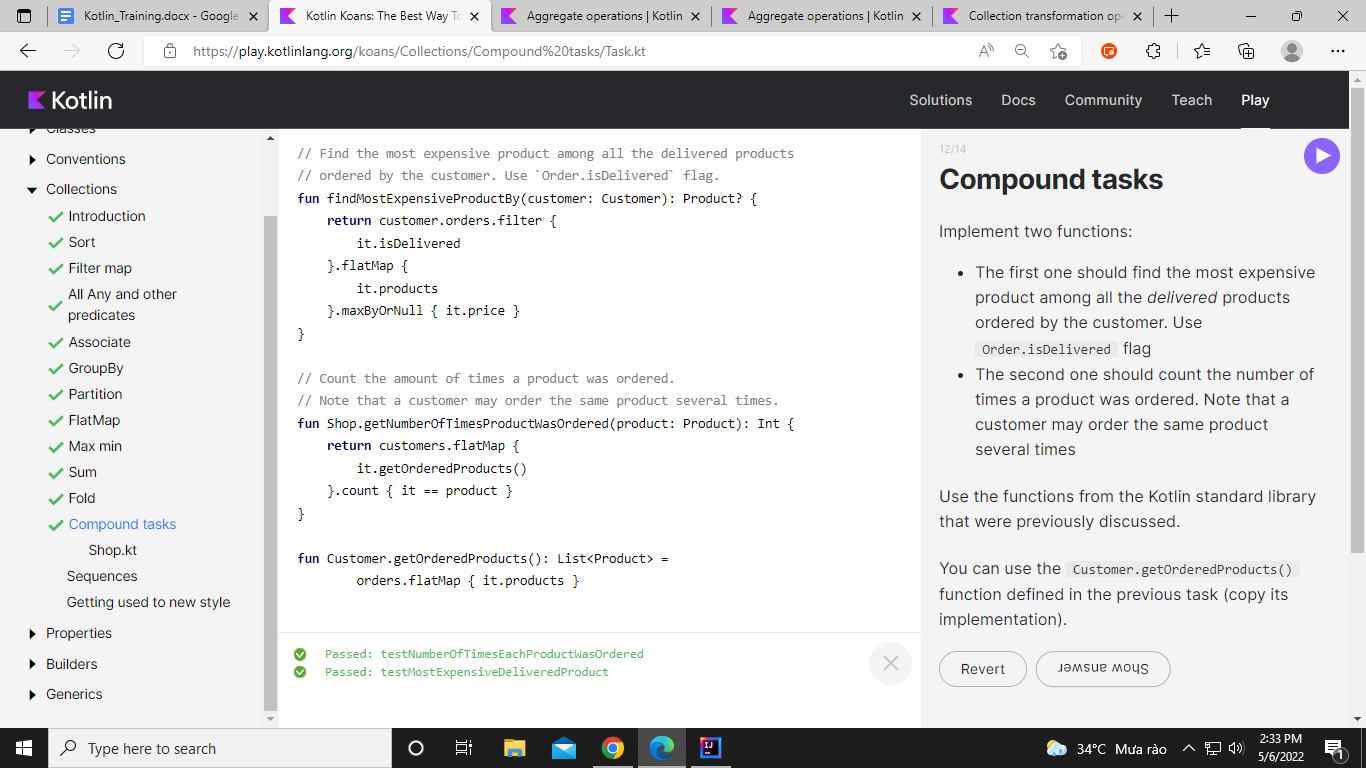 Kotlin_Training.docx - Google
Kotlin Koans: The Best Way To
Aggregate operations | Kotlin
Aggregate operations | Kotlin
Collection transformation ope
https://play.kotlinlang.org/koans/Collections/Compound%20tasks/Task.kt
Kotlin
Solutions
Docs
Community
Teach
Play
Classes
Conventions
Collections
Introduction
Sort
Filter map
All Any and other
predicates
Associate
GroupBy
Partition
FlatMap
Max min
Sum
Fold
Compound tasks
Shop.kt
Sequences
Getting used to new style
Properties
Builders
Generics
// Find the most expensive product among all the delivered products
// ordered by the customer. Use `Order.isDelivered` flag.
fun findMostExpensiveProductBy(customer: Customer): Product? {
    return customer.orders.filter {
        it.isDelivered
    }.flatMap {
        it.products
    }.maxByOrNull { it.price }
}
// Count the amount of times a product was ordered.
// Note that a customer may order the same product several times.
fun Shop.getNumberOfTimesProductWasOrdered(product: Product): Int {
    return customers.flatMap {
        it.getOrderedProducts()
    }.count { it == product }
}
fun Customer.getOrderedProducts(): List<Product> =
        orders.flatMap { it.products }
Passed: testNumberOfTimesEachProductWasOrdered
Passed: testMostExpensiveDeliveredProduct
12/14
Compound tasks
Implement two functions:
• The first one should find the most expensive
product among all the delivered products
ordered by the customer. Use
Order.isDelivered flag
• The second one should count the number of
times a product was ordered. Note that a
customer may order the same product
several times
Use the functions from the Kotlin standard library
that were previously discussed.
You can use the Customer.getOrderedProducts()
function defined in the previous task (copy its
implementation).
Revert
Show answer
Type here to search
34°C Mưa rào
2:33 PM
5/6/2022
1